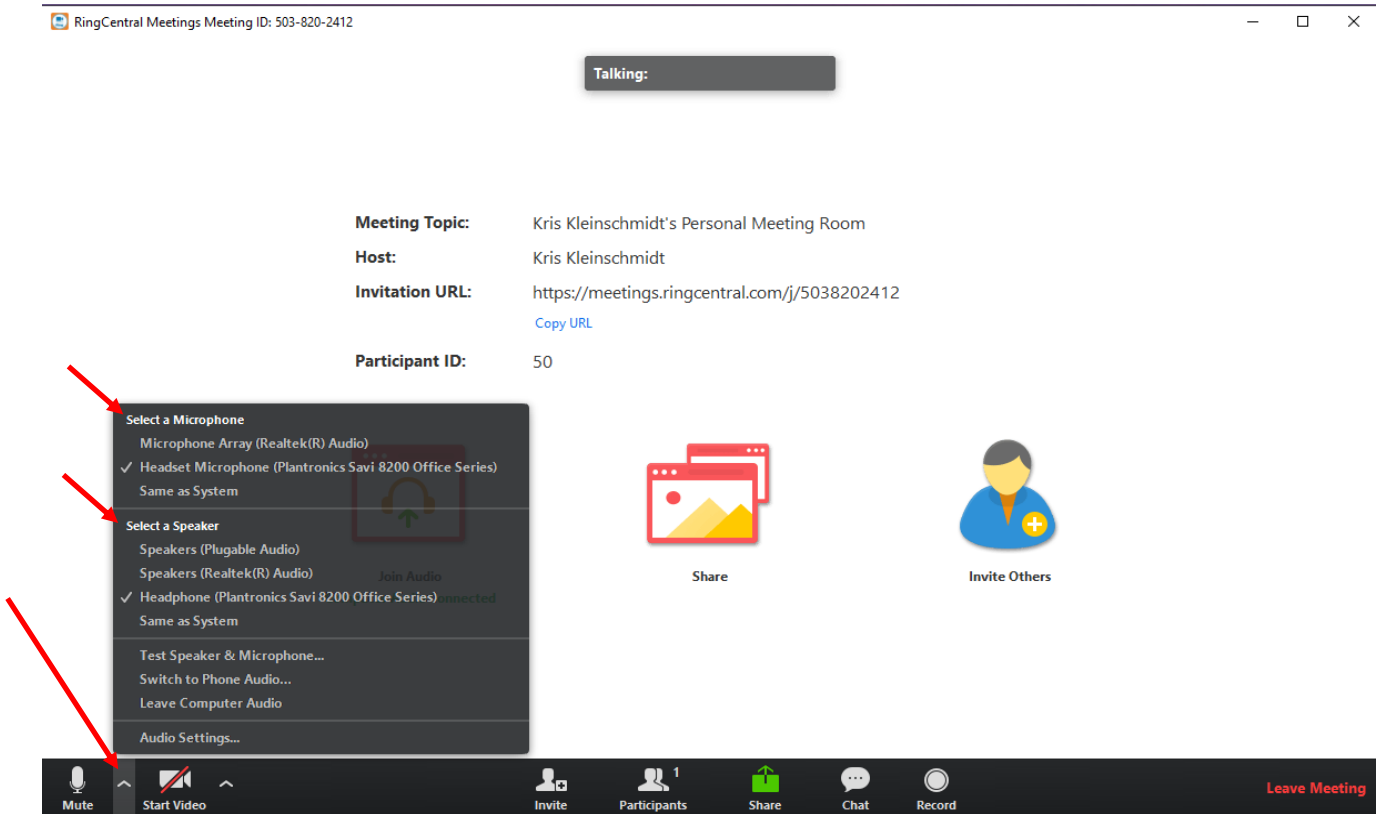 RingCentral Meetings Meeting ID: 503-820-2412
Talking:
Meeting Topic: Kris Kleinschmidt's Personal Meeting Room
Host: Kris Kleinschmidt
Invitation URL: https://meetings.ringcentral.com/j/5038202412
Copy URL
Participant ID: 50
Select a Microphone
Microphone Array (Realtek(R) Audio)
✓ Headset Microphone (Plantronics Savi 8200 Office Series)
Same as System
Select a Speaker
Speakers (Plugable Audio)
Speakers (Realtek(R) Audio)
✓ Headphone (Plantronics Savi 8200 Office Series)
Same as System
Test Speaker & Microphone...
Switch to Phone Audio...
Leave Computer Audio
Audio Settings...
Join Audio
Share
Invite Others
Mute
Start Video
Invite
1
Participants
Share
Chat
Record
Leave Meeting